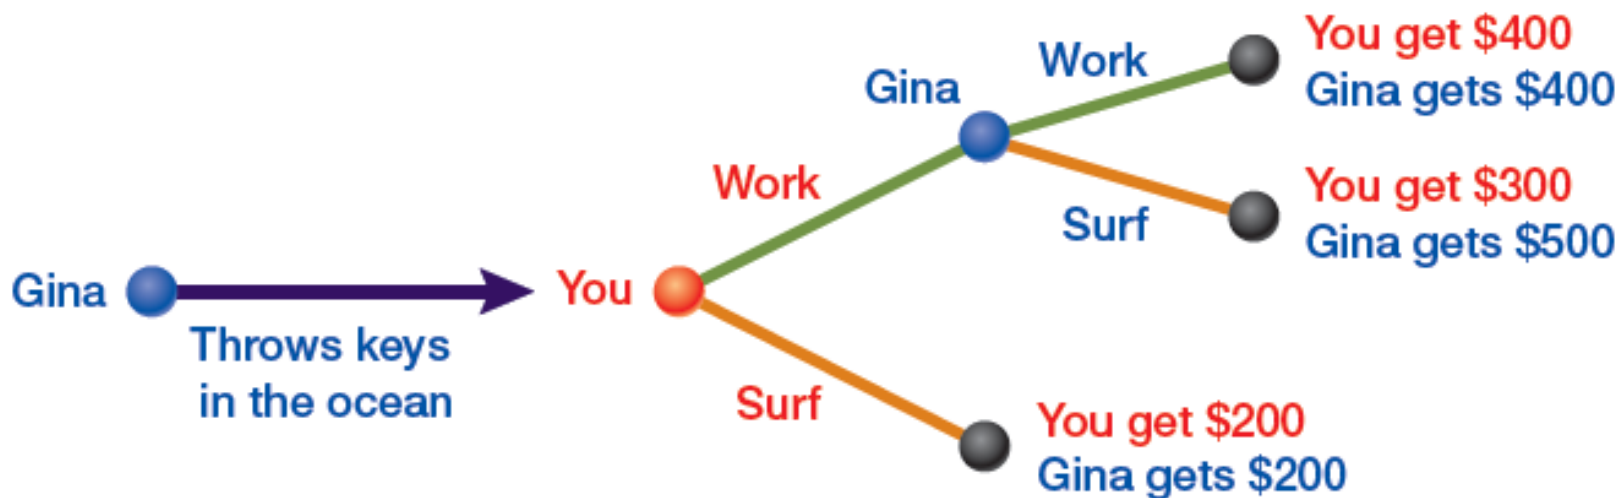 Gina
Throws keys
in the ocean
You
Work
Surf
Gina
Work
Surf
You get $400
Gina gets $400
You get $300
Gina gets $500
You get $200
Gina gets $200